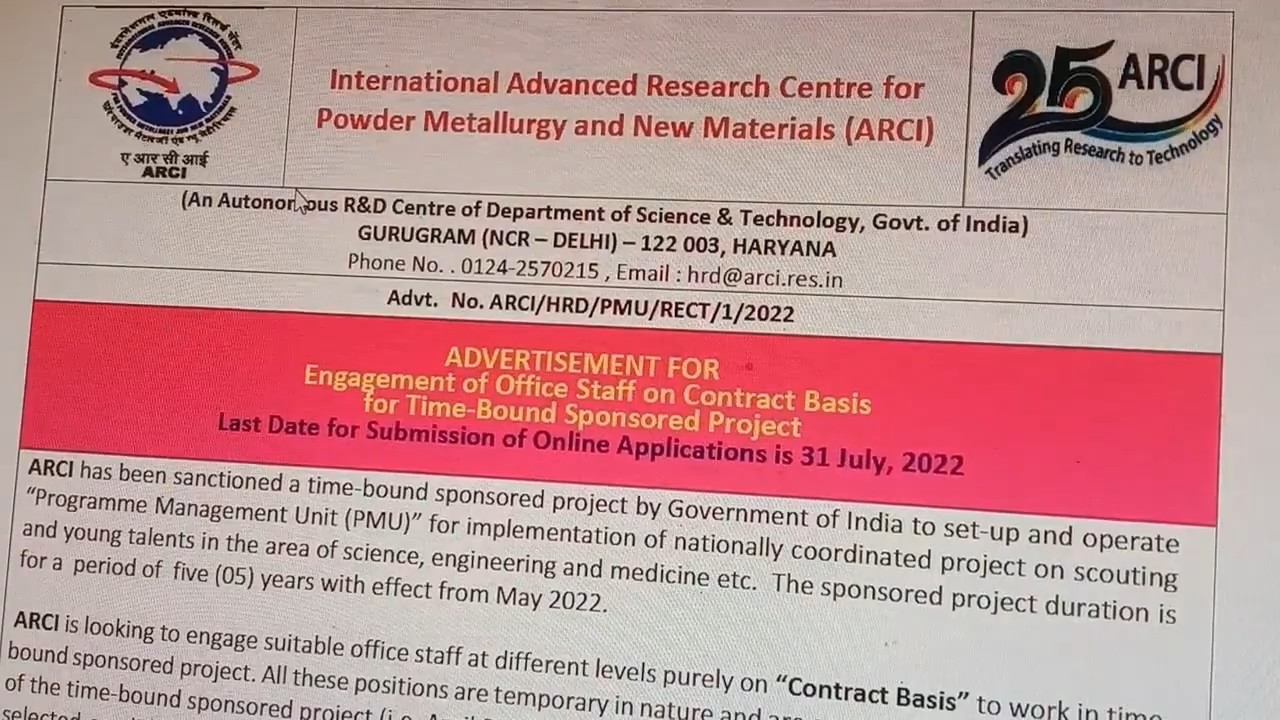 ए आर सी आई
ARCI
International Advanced Research Centre for
Powder Metallurgy and New Materials (ARCI)
25 ARCI
Translating Research to Technology
(An Autonomous R&D Centre of Department of Science & Technology, Govt. of India)
GURUGRAM (NCR – DELHI) – 122 003, HARYANA
Phone No. . 0124-2570215 , Email : hrd@arci.res.in
Advt. No. ARCI/HRD/PMU/RECT/1/2022
ADVERTISEMENT FOR
Engagement of Office Staff on Contract Basis
for Time-Bound Sponsored Project
Last Date for Submission of Online Applications is 31 July, 2022
ARCI has been sanctioned a time-bound sponsored project by Government of India to set-up and operate
“Programme Management Unit (PMU)” for implementation of nationally coordinated project on scouting
and young talents in the area of science, engineering and medicine etc. The sponsored project duration is
for a period of five (05) years with effect from May 2022.
ARCI is looking to engage suitable office staff at different levels purely on “Contract Basis” to work in time
bound sponsored project. All these positions are temporary in nature and
of the time-bound sponsored project (i.e.
selected